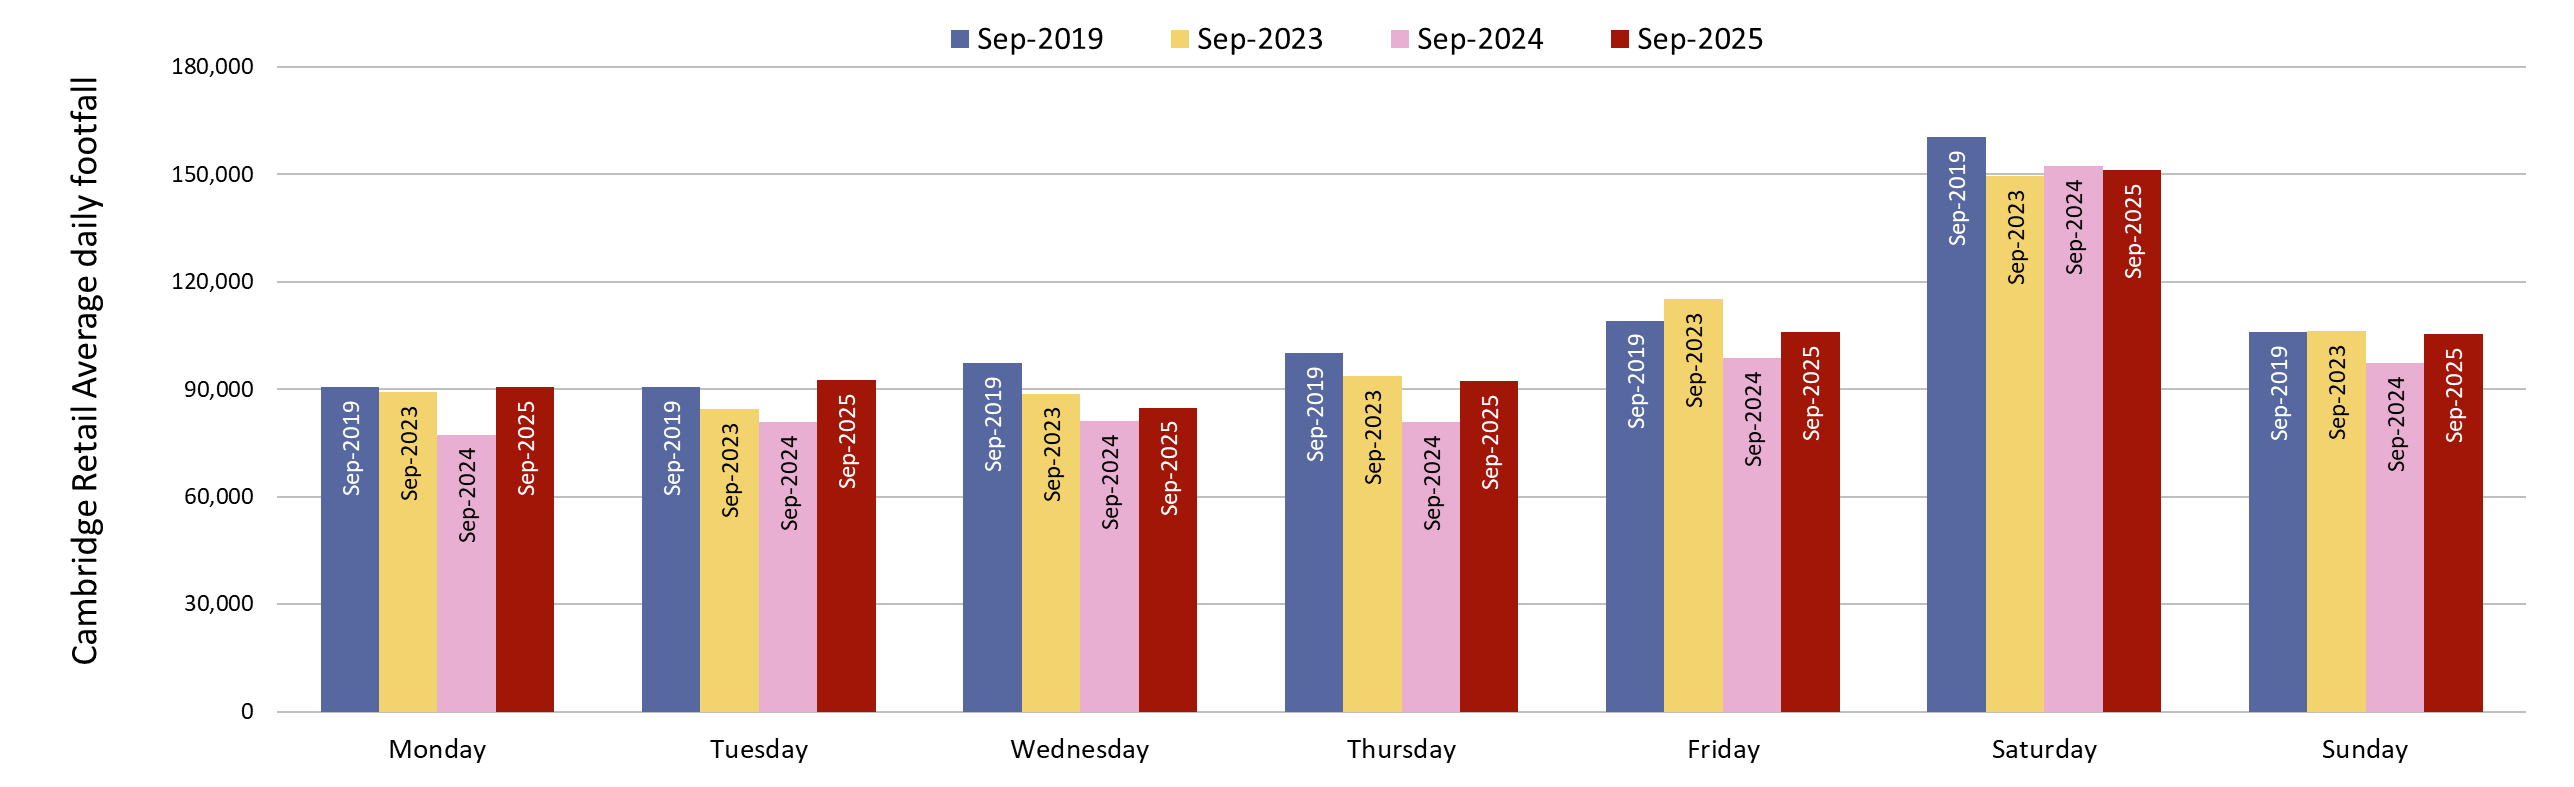 Sep-2019 Sep-2023 Sep-2024 Sep-2025
Cambridge Retail Average daily footfall
180,000
150,000
120,000
90,000
60,000
30,000
0
Sep-2019
Sep-2023
Sep-2024
Sep-2025
Sep-2019
Sep-2023
Sep-2024
Sep-2025
Sep-2019
Sep-2023
Sep-2024
Sep-2025
Sep-2019
Sep-2023
Sep-2024
Sep-2025
Sep-2019
Sep-2023
Sep-2024
Sep-2025
Sep-2019
Sep-2023
Sep-2024
Sep-2025
Sep-2019
Sep-2023
Sep-2024
Sep-2025
Monday Tuesday Wednesday Thursday Friday Saturday Sunday